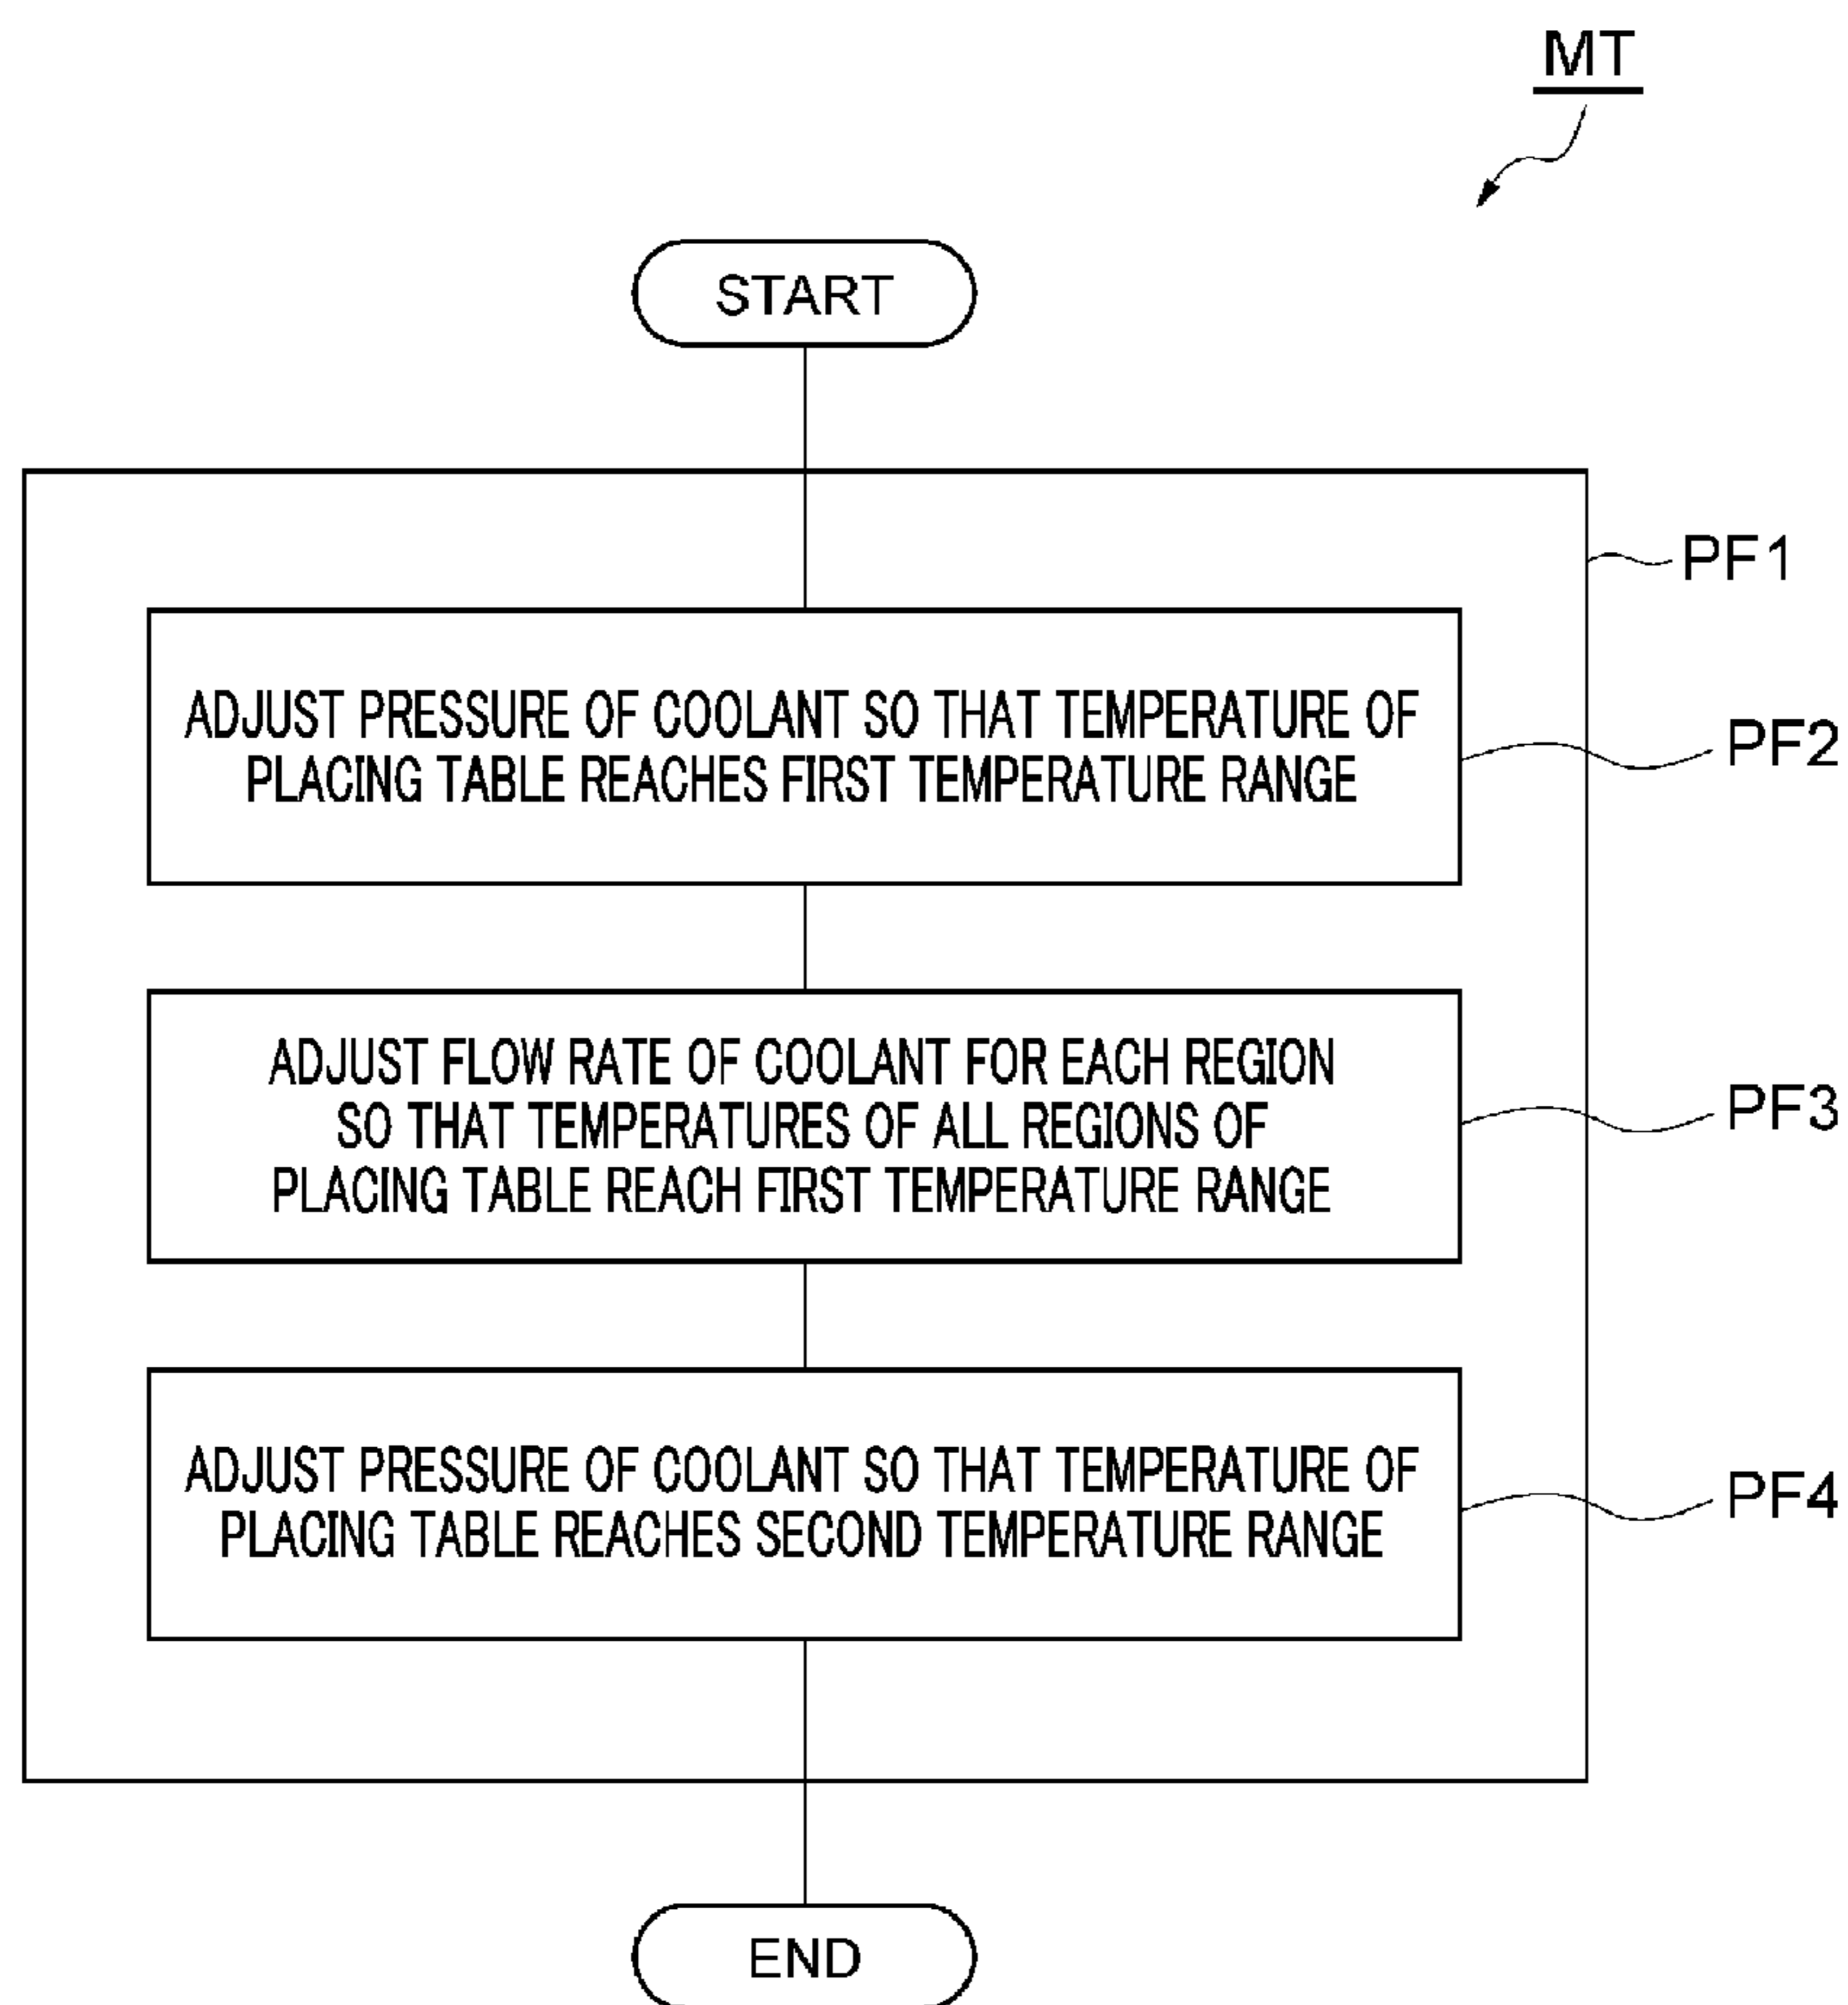 MT
START
PF1
ADJUST PRESSURE OF COOLANT SO THAT TEMPERATURE OF
PLACING TABLE REACHES FIRST TEMPERATURE RANGE
PF2
ADJUST FLOW RATE OF COOLANT FOR EACH REGION
SO THAT TEMPERATURES OF ALL REGIONS OF
PLACING TABLE REACH FIRST TEMPERATURE RANGE
PF3
ADJUST PRESSURE OF COOLANT SO THAT TEMPERATURE OF
PLACING TABLE REACHES SECOND TEMPERATURE RANGE
PF4
END